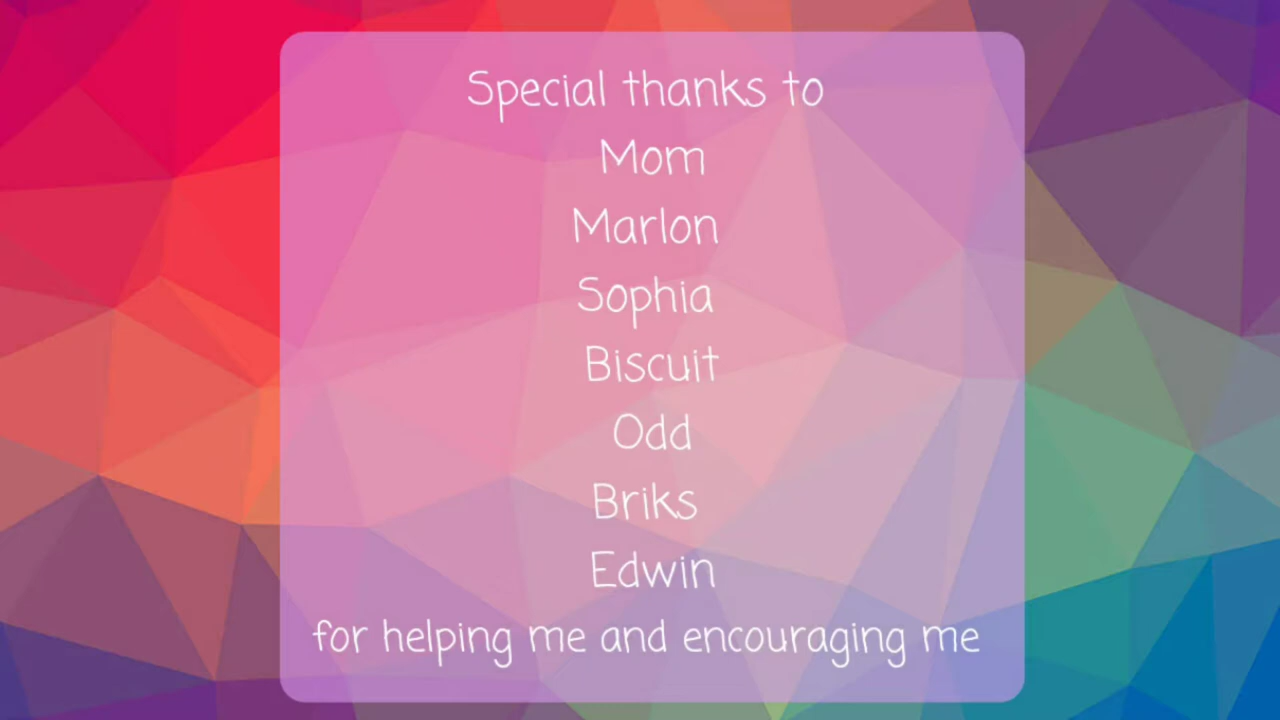 Special thanks to
Mom
Marlon
Sophia
Biscuit
Odd
Briks
Edwin
for helping me and encouraging me